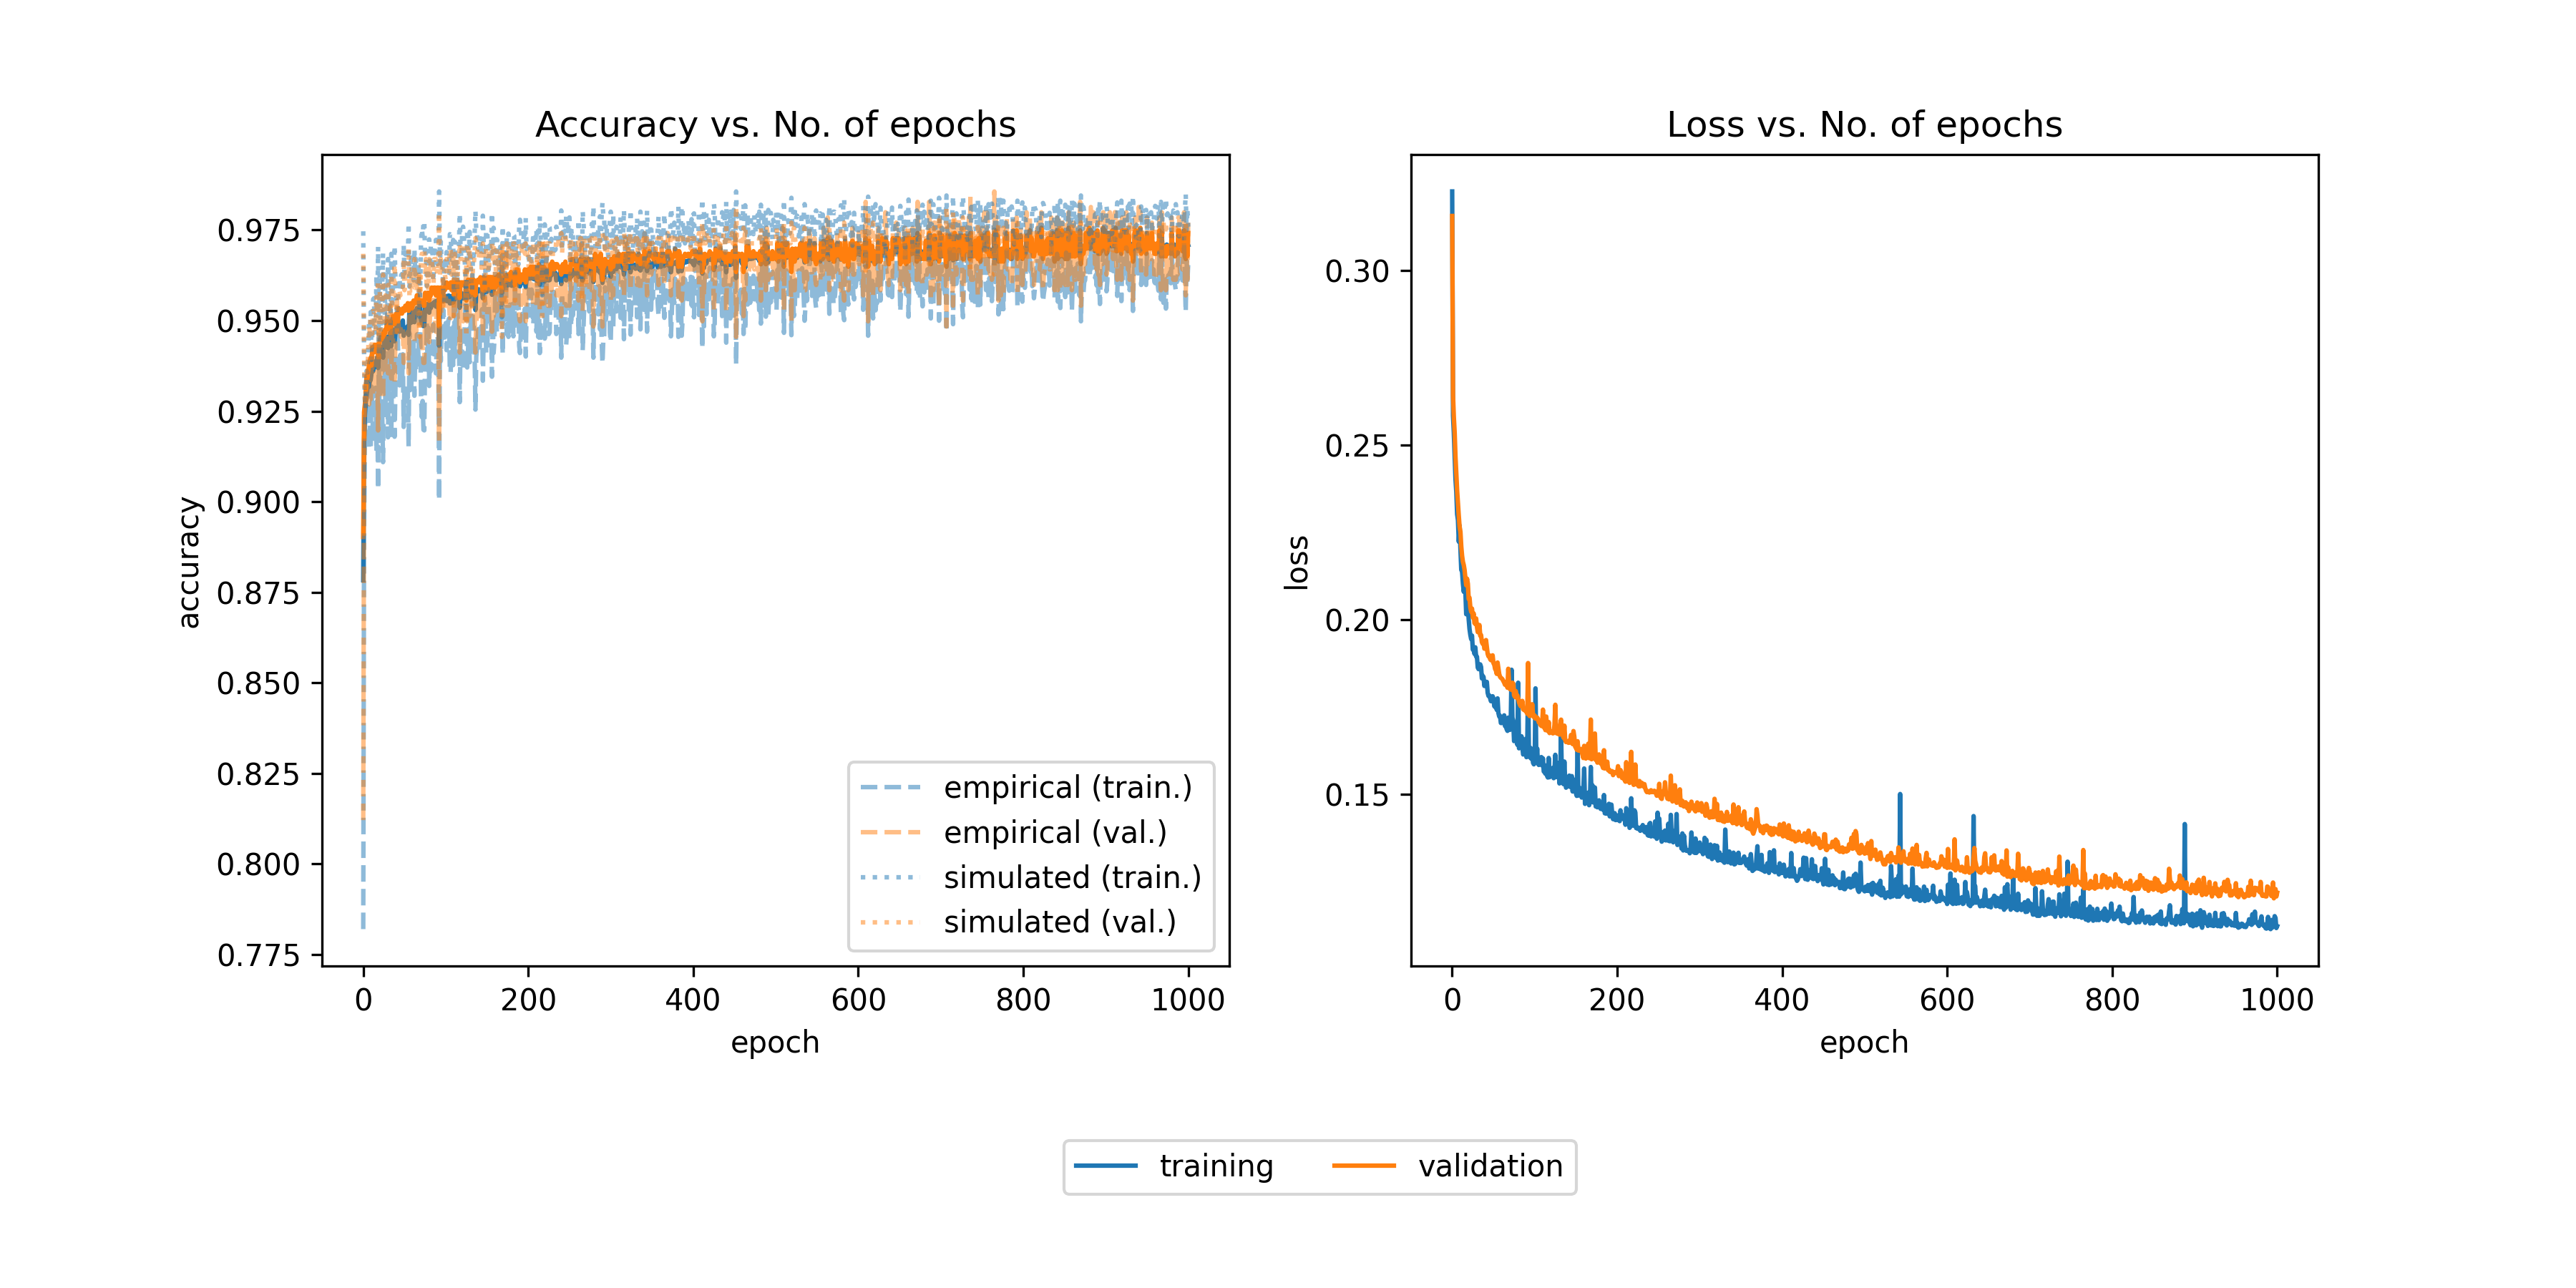 Accuracy vs. No. of epochs
0.975
0.950
0.925
0.900
0.875
0.850
0.825
0.800
0.775
accuracy
0 200 400 600 800 1000
epoch
empirical (train.)
empirical (val.)
simulated (train.)
simulated (val.)
Loss vs. No. of epochs
0.30
0.25
0.20
0.15
loss
0 200 400 600 800 1000
epoch
training validation